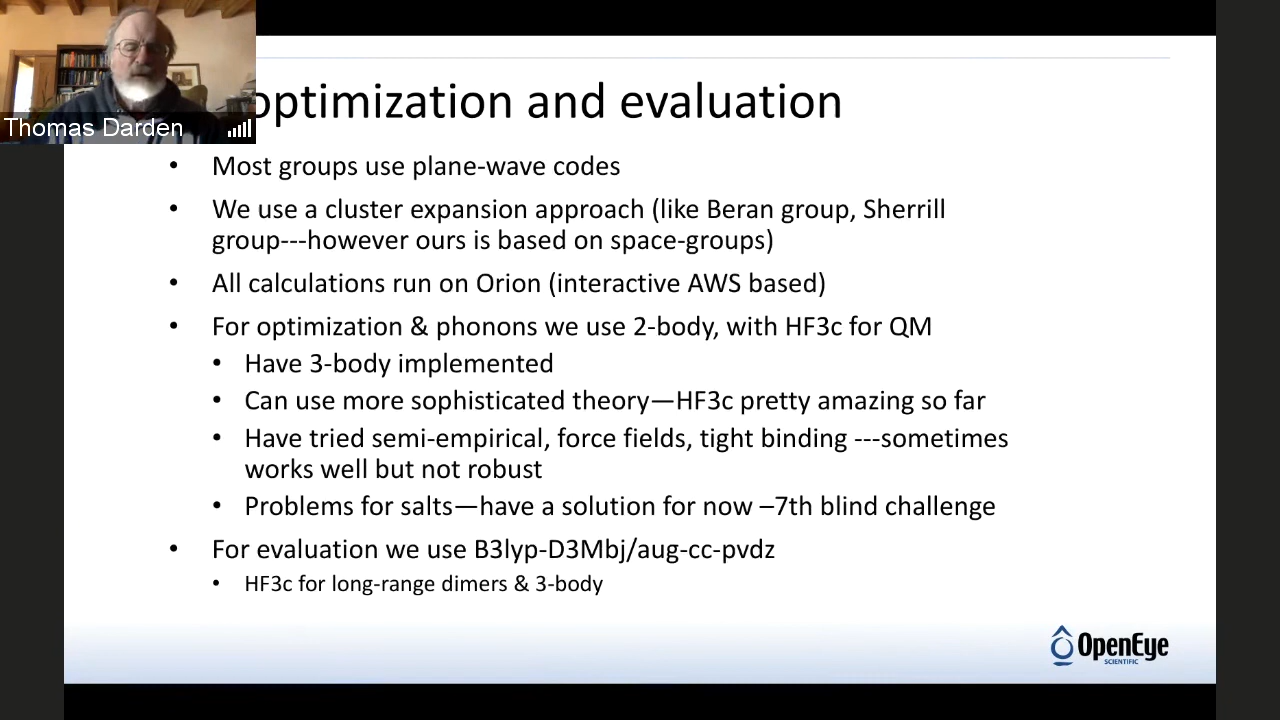 optimization and evaluation
Thomas Darden
• Most groups use plane-wave codes
• We use a cluster expansion approach (like Beran group, Sherrill
group---however ours is based on space-groups)
• All calculations run on Orion (interactive AWS based)
• For optimization & phonons we use 2-body, with HF3c for QM
• Have 3-body implemented
• Can use more sophisticated theory—HF3c pretty amazing so far
• Have tried semi-empirical, force fields, tight binding ---sometimes
works well but not robust
• Problems for salts—have a solution for now –7th blind challenge
• For evaluation we use B3lyp-D3Mbj/aug-cc-pvdz
• HF3c for long-range dimers & 3-body
OpenEye
SCIENTIFIC